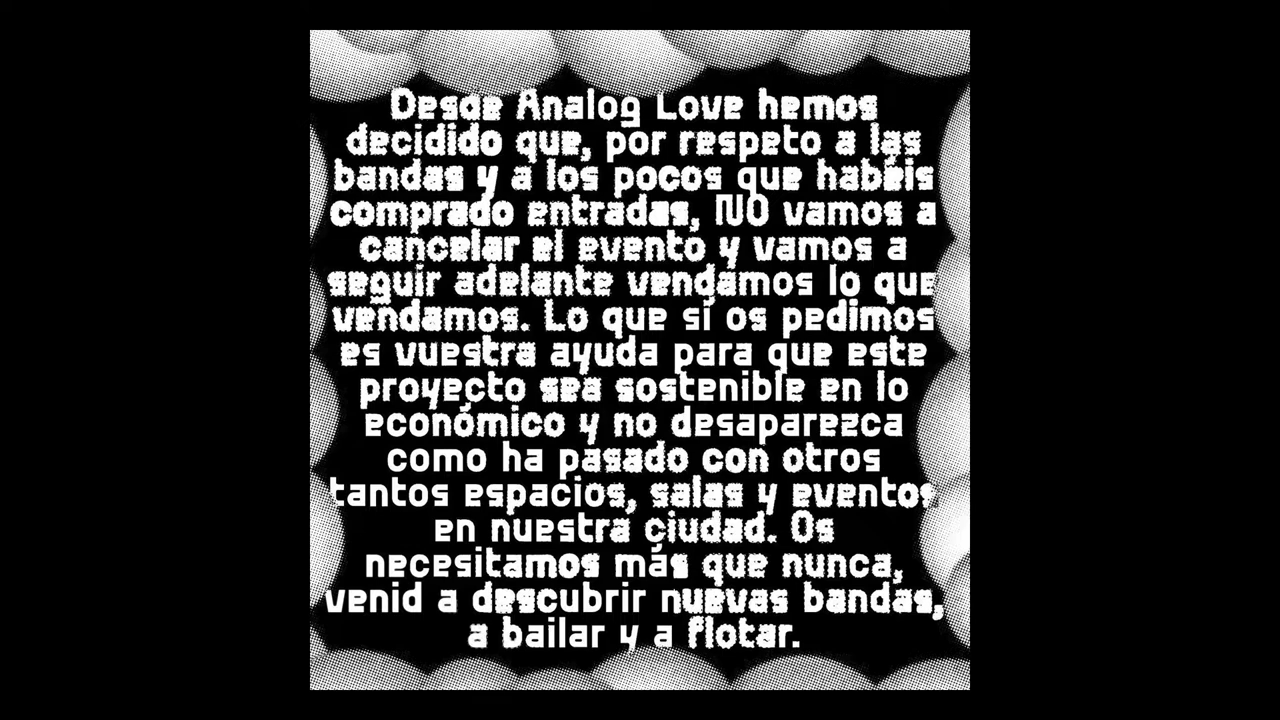 Desde Analog Love hemos
decidido que, por respeto a las
bandas y a los pocos que habéis
comprado entradas, NO vamos a
cancelar el evento y vamos a
seguir adelante vendamos lo que
vendamos. Lo que sí os pedimos
es vuestra ayuda para que este
proyecto sea sostenible en lo
económico y no desaparezca
como ha pasado con otros
tantos espacios, salas y eventos
en nuestra ciudad. Os
necesitamos más que nunca,
venid a descubrir nuevas bandas,
a bailar y a flotar.